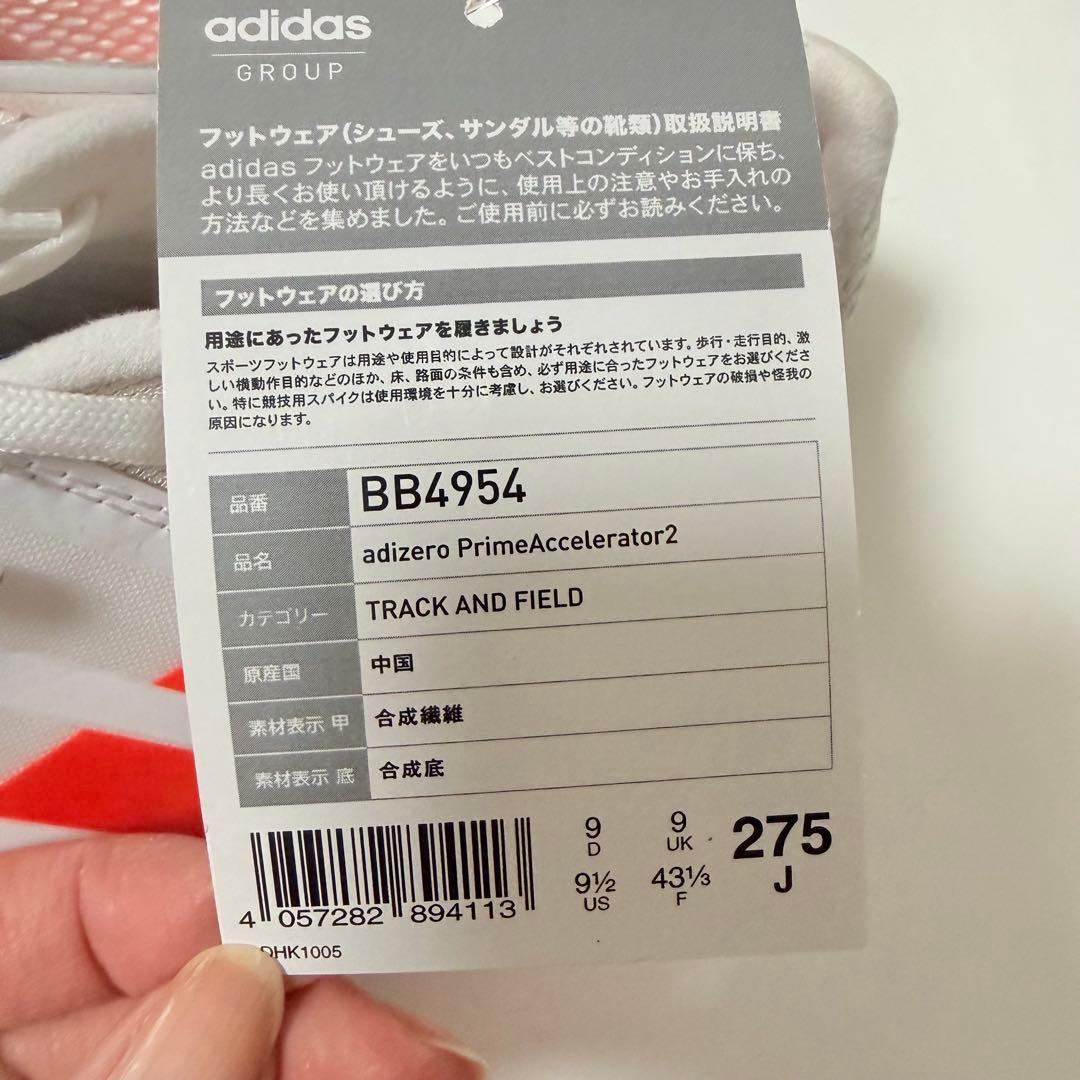 adidas
GROUP
フットウェア(シューズ、サンダル等の靴類)取扱説明書
adidas フットウェアをいつもベストコンディションに保ち、
より長くお使い頂けるように、使用上の注意やお手入れの
方法などを集めました。ご使用前に必ずお読みください。
フットウェアの選び方
用途にあったフットウェアを履きましょう
スポーツフットウェアは用途や使用目的によって設計がそれぞれされています。歩行・走行目的、激
しい横動作目的などのほか、床、路面の条件も含め、必ず用途に合ったフットウェアをお選びくださ
い。特に競技用スパイクは使用環境を十分に考慮し、お選びください。フットウェアの破損や怪我の
原因になります。
品番 BB4954
品名 adizero PrimeAccelerator2
カテゴリー TRACK AND FIELD
原産国 中国
素材表示 甲 合成繊維
素材表示 底 合成底
9 D 9 UK 275 J
9½ US 43⅓ F
4 057282 894113
DHK1005